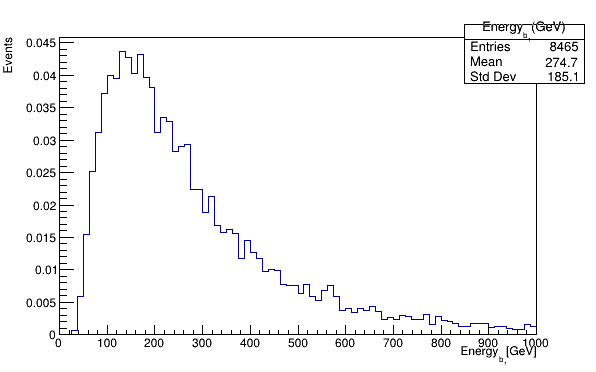 Energy_b_1(GeV)
Entries 8465
Mean 274.7
Std Dev 185.1
Events
0.045
0.04
0.035
0.03
0.025
0.02
0.015
0.01
0.005
0
0 100 200 300 400 500 600 700 800 900 1000
Energy_b_1[GeV]